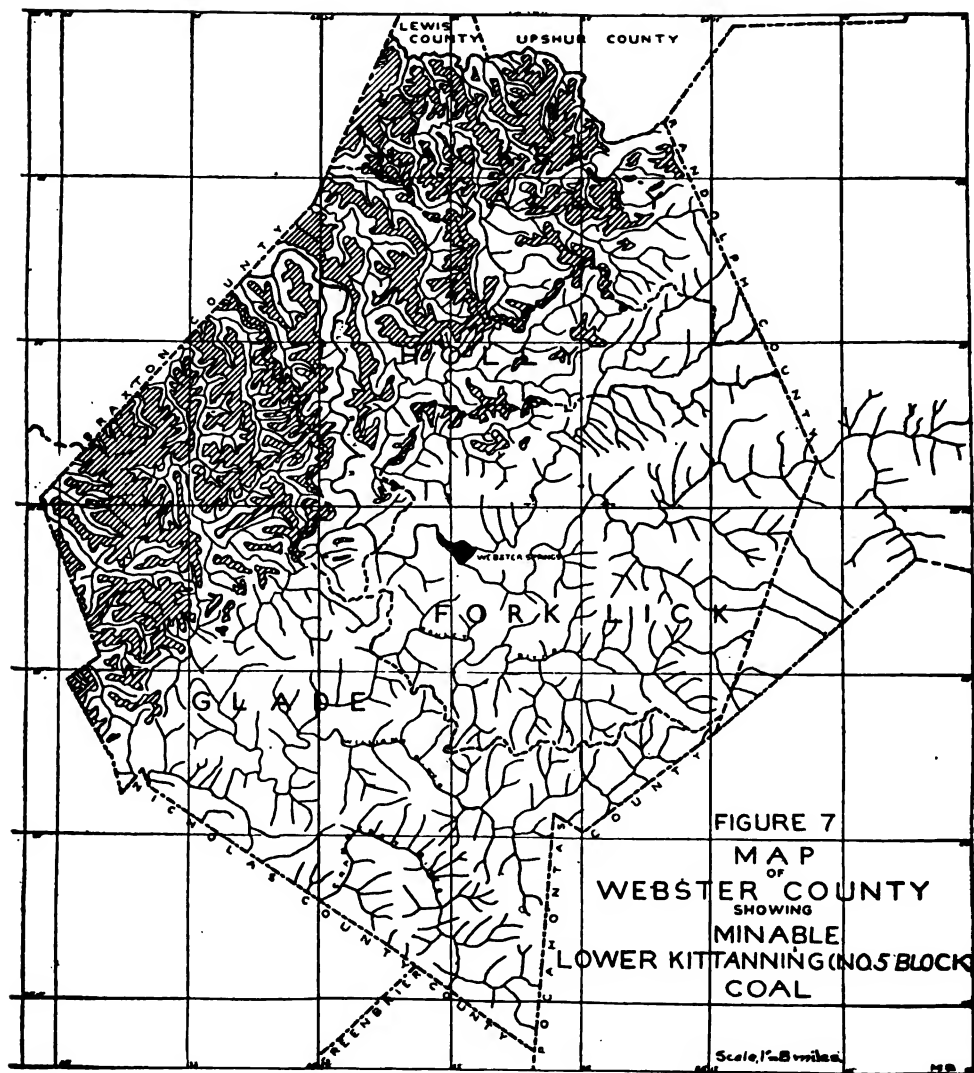 LEWIS
COUNTY
UPSHUR COUNTY
RANDOLPH COUNTY
BRAXTON COUNTY
HOLLY
WEBSTER SPRINGS
FORK LICK
GLADE
NICHOLAS COUNTY
GREENBRIER COUNTY
POCAHONTAS COUNTY
FIGURE 7
MAP
OF
WEBSTER COUNTY
SHOWING
MINABLE
LOWER KITTANNING (NO.5 BLOCK
COAL
Scale, 1"=8 miles